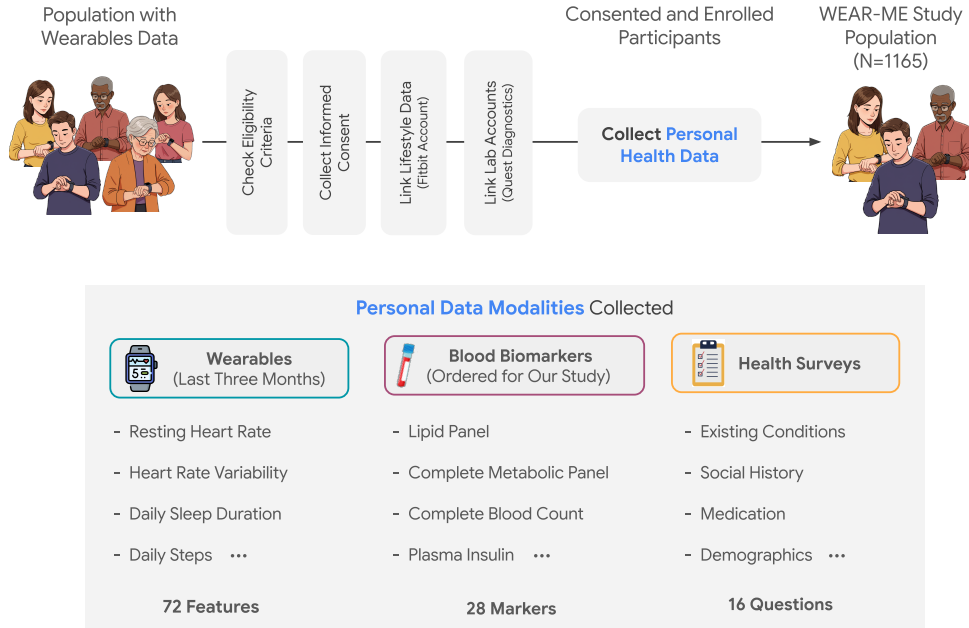 Population with
Wearables Data
Consented and Enrolled
Participants
WEAR-ME Study
Population
(N=1165)
Check Eligibility
Criteria
Collect Informed
Consent
Link Lifestyle Data
(Fitbit Account)
Link Lab Accounts
(Quest Diagnostics)
Collect Personal
Health Data
Personal Data Modalities Collected
Wearables
(Last Three Months)
- Resting Heart Rate
- Heart Rate Variability
- Daily Sleep Duration
- Daily Steps ...
72 Features
Blood Biomarkers
(Ordered for Our Study)
- Lipid Panel
- Complete Metabolic Panel
- Complete Blood Count
- Plasma Insulin ...
28 Markers
Health Surveys
- Existing Conditions
- Social History
- Medication
- Demographics ...
16 Questions